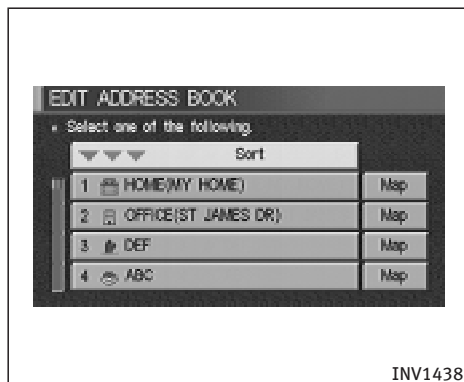 EDIT ADDRESS BOOK
Select one of the following.
Sort
1 HOME(MY HOME) Map
2 OFFICE(ST JAMES DR) Map
3 DEF Map
4 ABC Map
INV1438